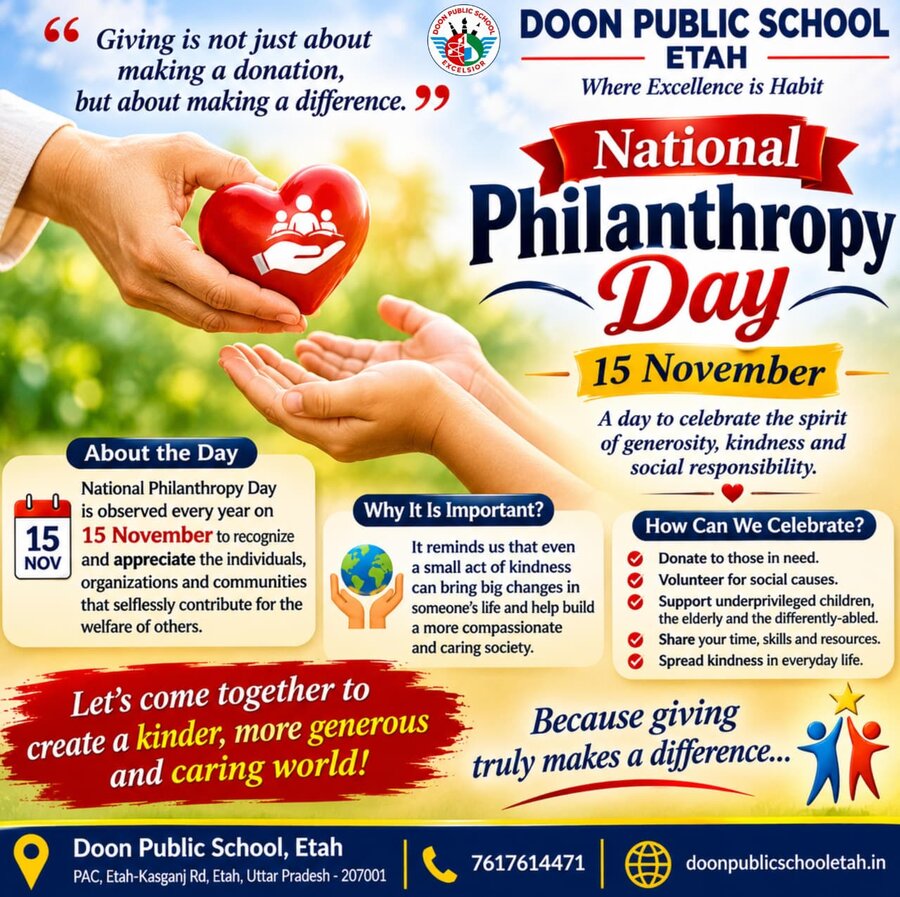 “ Giving is not just about
making a donation,
but about making a difference. ”
DOON PUBLIC SCHOOL
EXCELSIOR
DOON PUBLIC SCHOOL
ETAH
Where Excellence is Habit
National
Philanthropy
Day
15 November
A day to celebrate the spirit
of generosity, kindness and
social responsibility.
About the Day
15
NOV
National Philanthropy Day
is observed every year on
15 November to recognize
and appreciate the individuals,
organizations and communities
that selflessly contribute for the
welfare of others.
Why It Is Important?
It reminds us that even
a small act of kindness
can bring big changes in
someone's life and help build
a more compassionate
and caring society.
How Can We Celebrate?
Donate to those in need.
Volunteer for social causes.
Support underprivileged children,
the elderly and the differently-abled.
Share your time, skills and resources.
Spread kindness in everyday life.
Let's come together to
create a kinder, more generous
and caring world!
Because giving
truly makes a difference...
Doon Public School, Etah
PAC, Etah-Kasganj Rd, Etah, Uttar Pradesh - 207001
7617614471
doonpublicschooletah.in